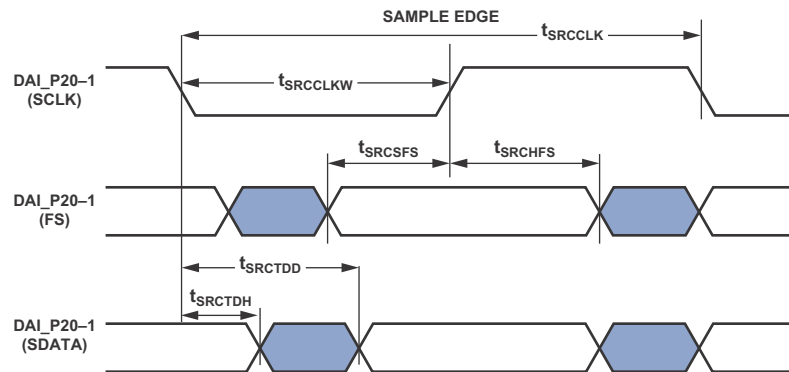 SAMPLE EDGE
tSRCCLK
DAI_P20–1
(SCLK)
tSRCCLKW
tSRCSFS
tSRCHFS
DAI_P20–1
(FS)
tSRCTDD
tSRCTDH
DAI_P20–1
(SDATA)